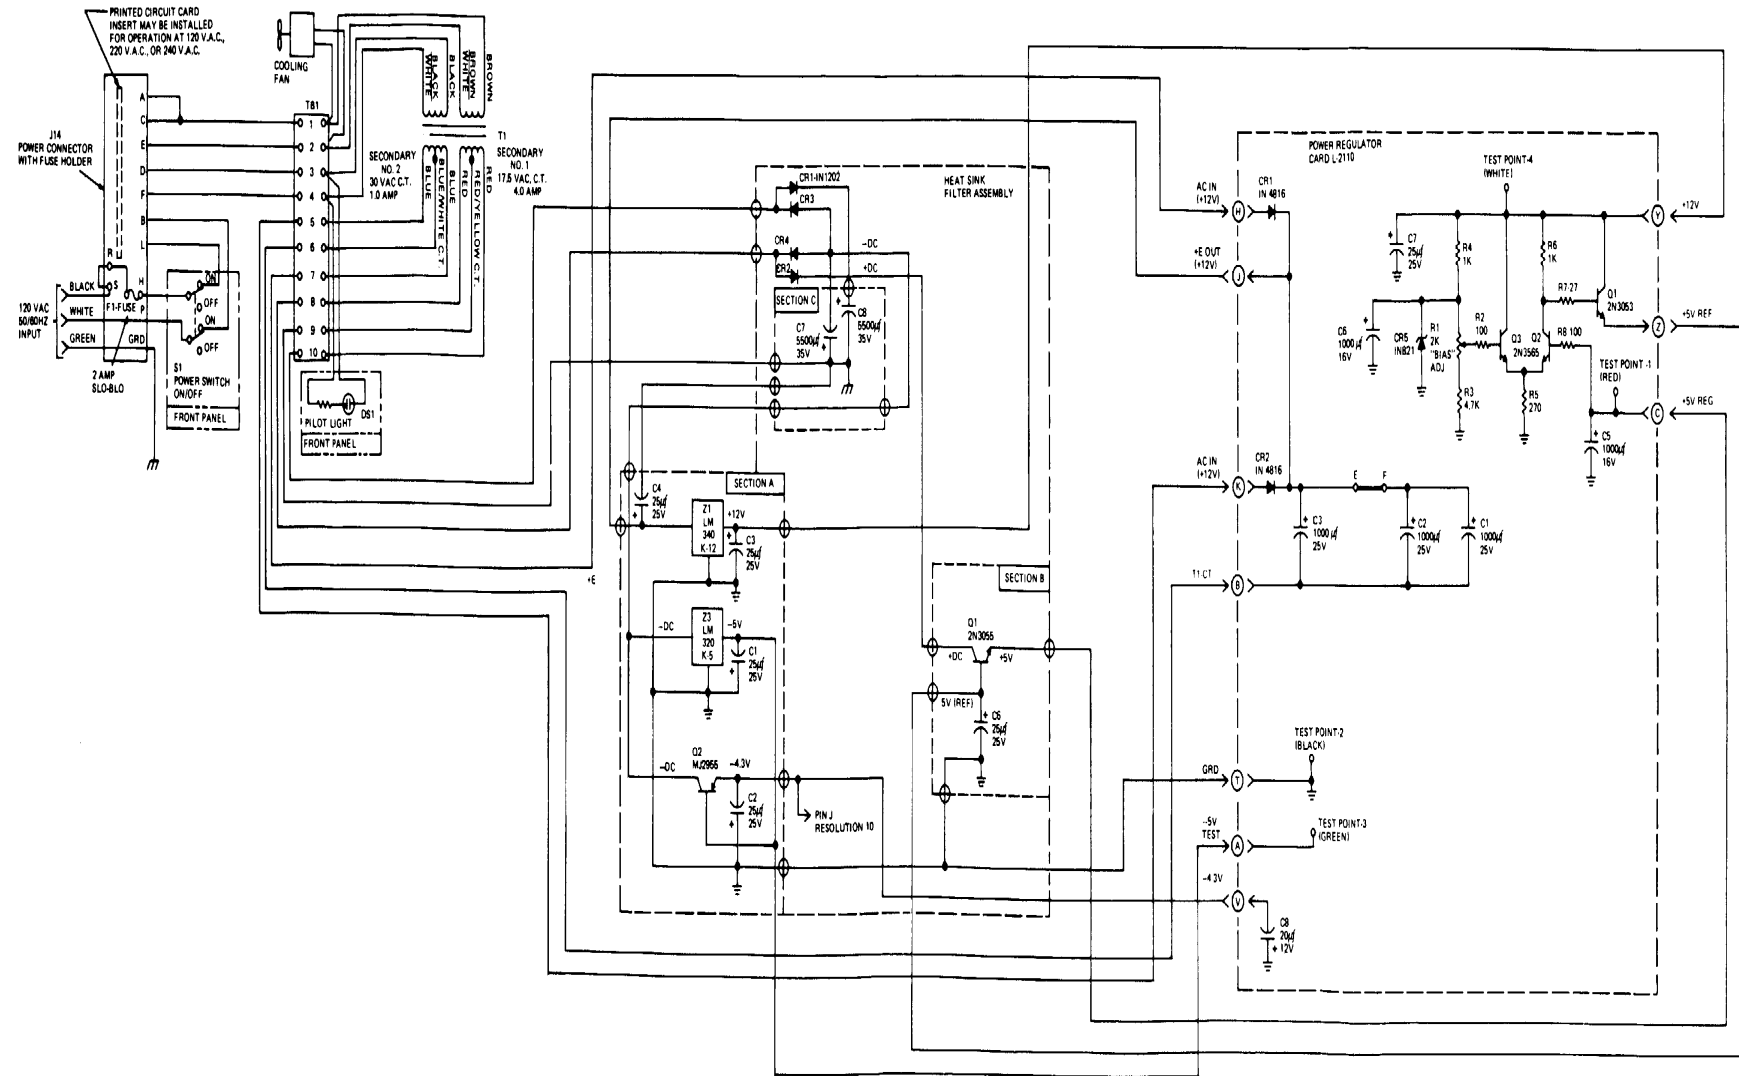 PRINTED CIRCUIT CARD
INSERT MAY BE INSTALLED
FOR OPERATION AT 120 V.A.C.,
220 V.A.C., OR 240 V.A.C.
COOLING
FAN
J14
POWER CONNECTOR
WITH FUSE HOLDER
A
C
E
D
F
B
L
R
S
H
P
F1-FUSE
GRD
BLACK
WHITE
GREEN
120 VAC
50/60HZ
INPUT
2 AMP
SLO-BLO
ON
OFF
ON
OFF
S1
POWER SWITCH
ON/OFF
FRONT PANEL
TB1
1
2
3
4
5
6
7
8
9
10
DS1
PILOT LIGHT
FRONT PANEL
BLACK
WHITE
BLACK
BROWN
WHITE
BROWN
T1
SECONDARY
NO. 2
30 VAC C.T.
1.0 AMP
SECONDARY
NO. 1
17.5 VAC, C.T.
4.0 AMP
BLUE
BLUE/WHITE C.T.
BLUE
RED
RED/YELLOW C.T.
RED
+E
HEAT SINK
FILTER ASSEMBLY
CR1-IN1202
CR3
CR4
CR2
-DC
+DC
SECTION C
C7
5500µf
35V
+
C8
5500µf
35V
+
SECTION A
C4
25µf
25V
+
Z1
LM
340
K-12
+12V
+
C3
25µf
25V
-DC
Z3
LM
320
K-5
-5V
C1
25µf
25V
+
-DC
Q2
MJ2955
-4.3V
C2
25µf
25V
+
PIN J
RESOLUTION 10
SECTION B
Q1
2N3055
+DC
+5V
5V (REF)
+
C6
25µf
25V
POWER REGULATOR
CARD L-2110
TEST POINT-4
(WHITE)
AC IN
(+12V)
H
CR1
IN 4816
+E OUT
(+12V)
J
Y
+12V
+
C7
25µf
25V
R4
1K
R6
1K
R7-27
Q1
2N3053
Z
+5V REF
C6
1000µf
16V
+
CR5
IN821
R1
2K
"BIAS"
ADJ
R2
100
Q3
Q2
2N3565
R8 100
TEST POINT -1
(RED)
R3
4.7K
R5
270
C
+5V REG
+
C5
1000µf
16V
AC IN
(+12V)
K
CR2
IN 4816
E
F
+
C3
1000µf
25V
+
C2
1000µf
25V
+
C1
1000µf
25V
T1-CT
B
TEST POINT-2
(BLACK)
GRD
T
-5V
TEST
A
TEST POINT-3
(GREEN)
-4.3V
V
C8
20µf
12V
+